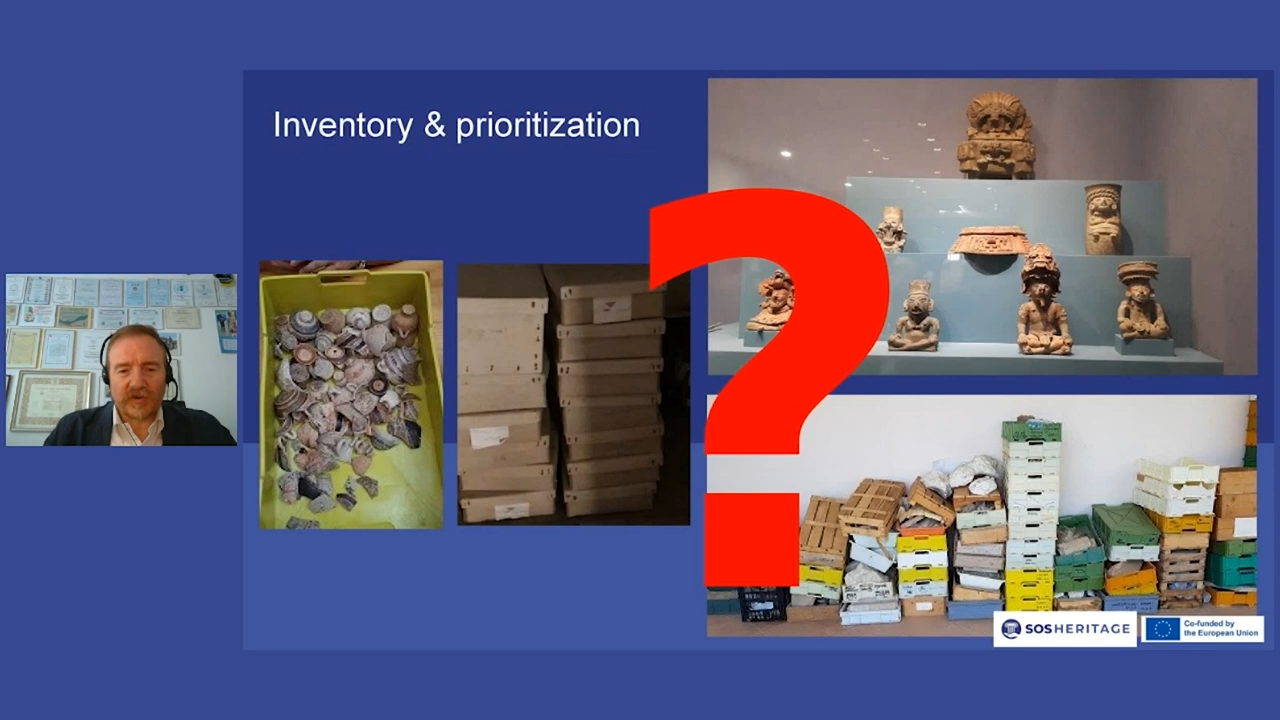 Inventory & prioritization
?
SOSHERITAGE
Co-funded by
the European Union